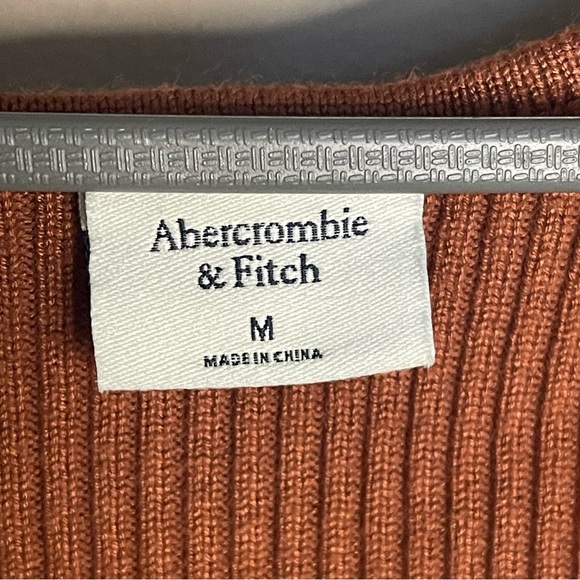 Abercrombie
& Fitch
M
MADE IN CHINA